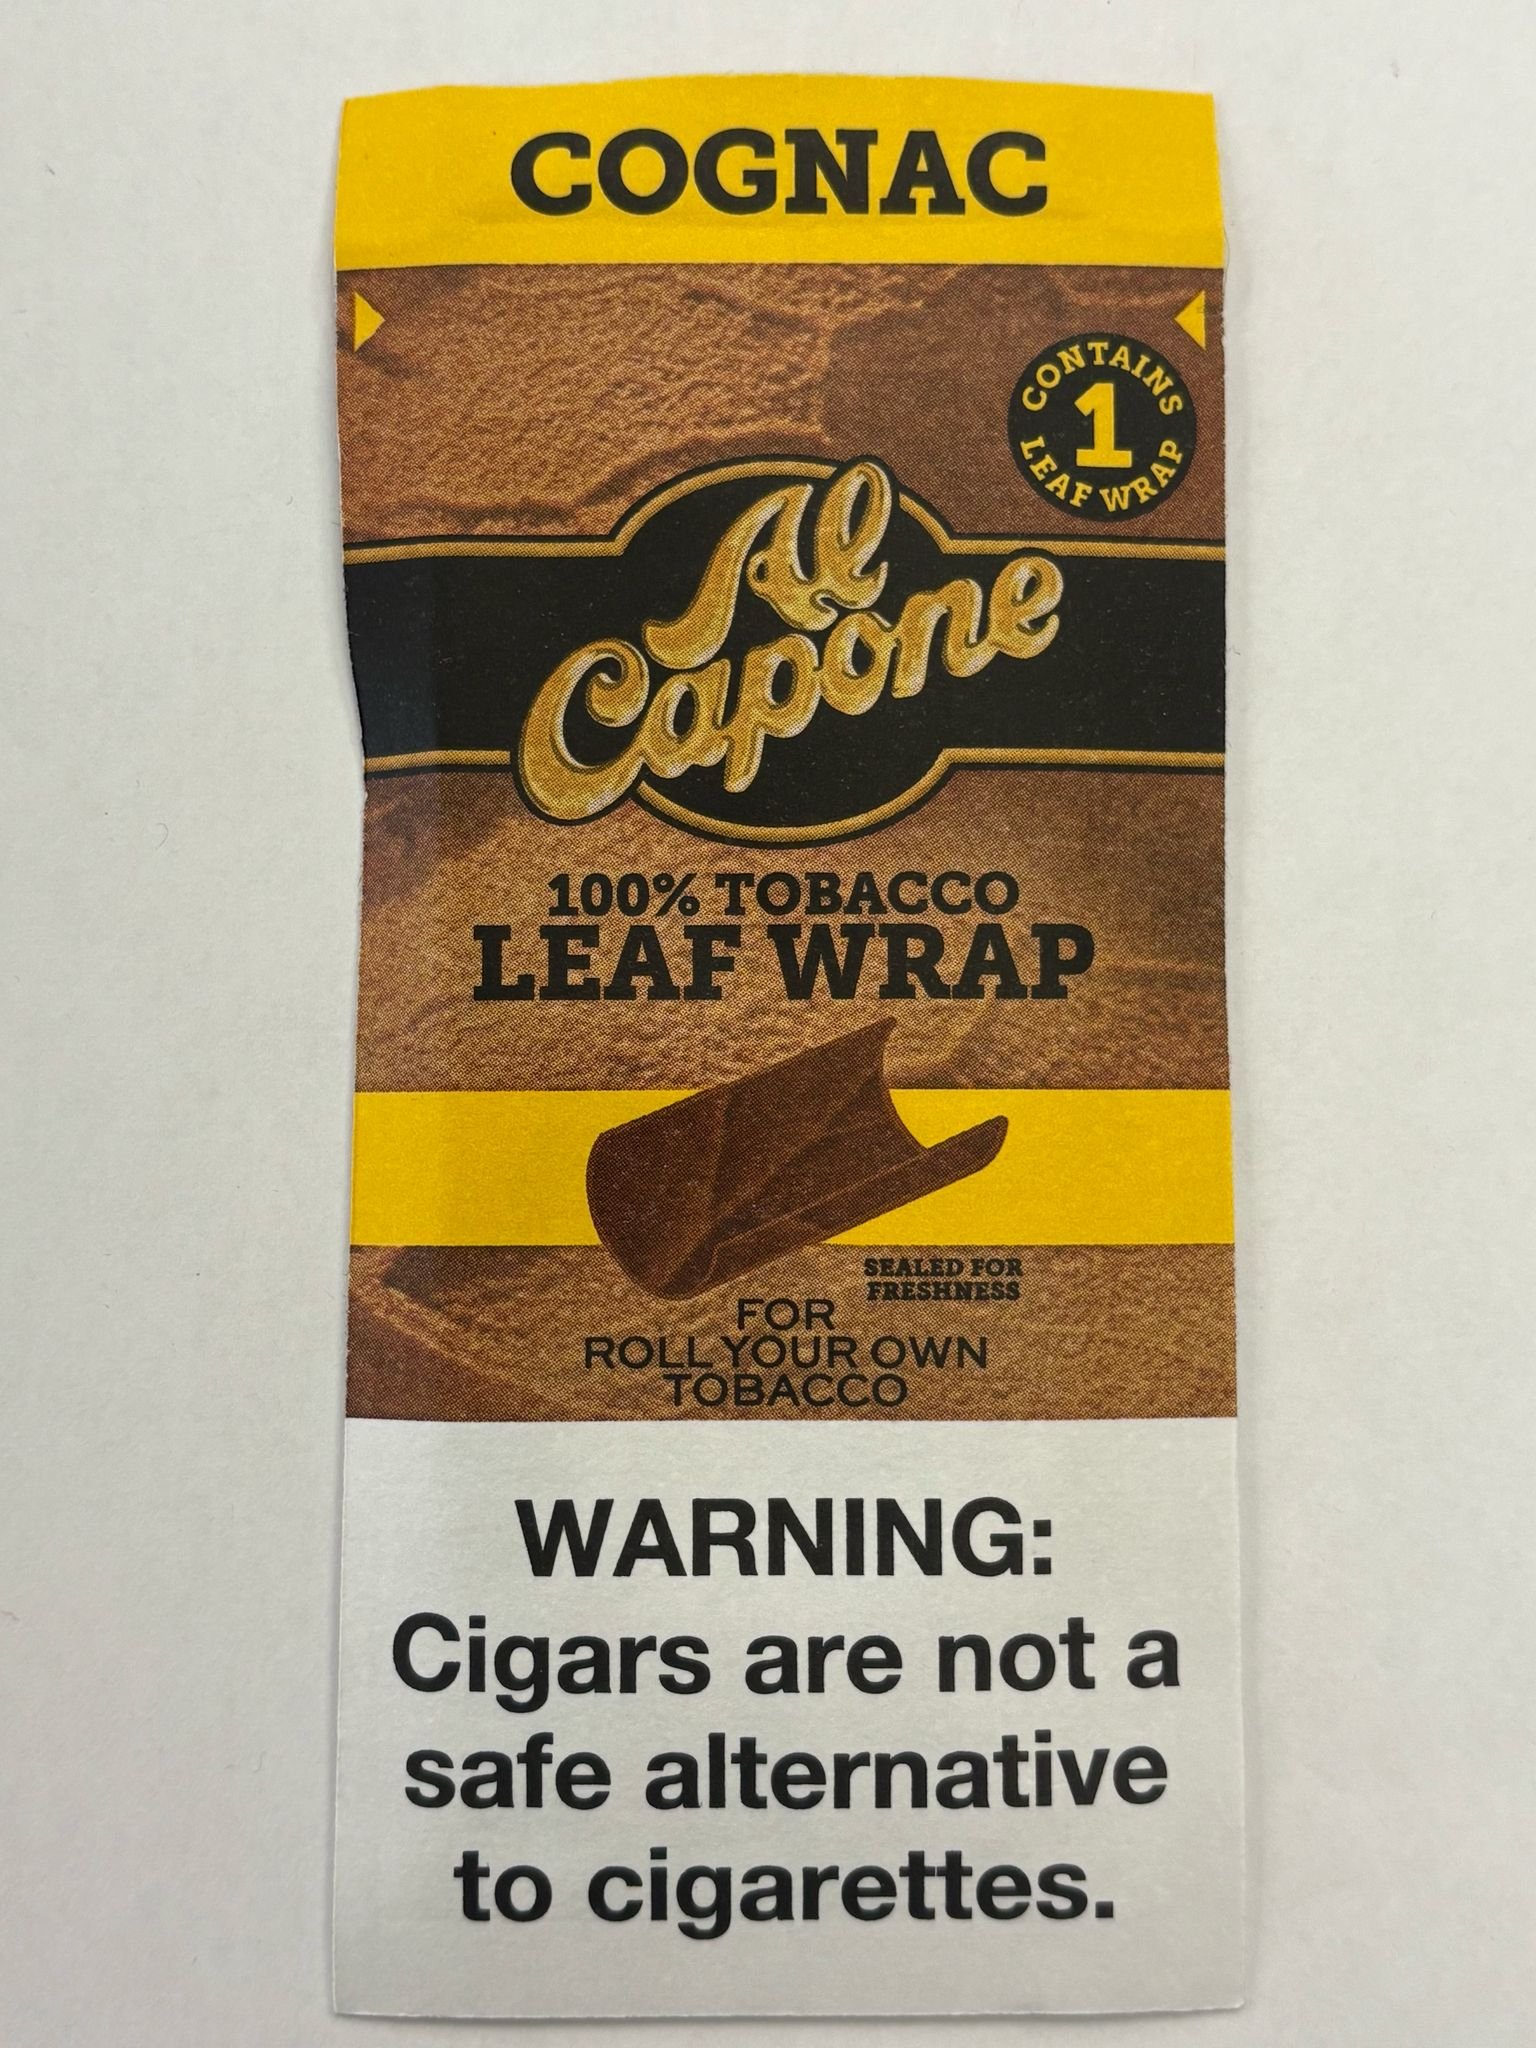 COGNAC
CONTAINS
1
LEAF WRAP
Al
Capone
100% TOBACCO
LEAF WRAP
SEALED FOR
FRESHNESS
FOR
ROLL YOUR OWN
TOBACCO
WARNING:
Cigars are not a
safe alternative
to cigarettes.